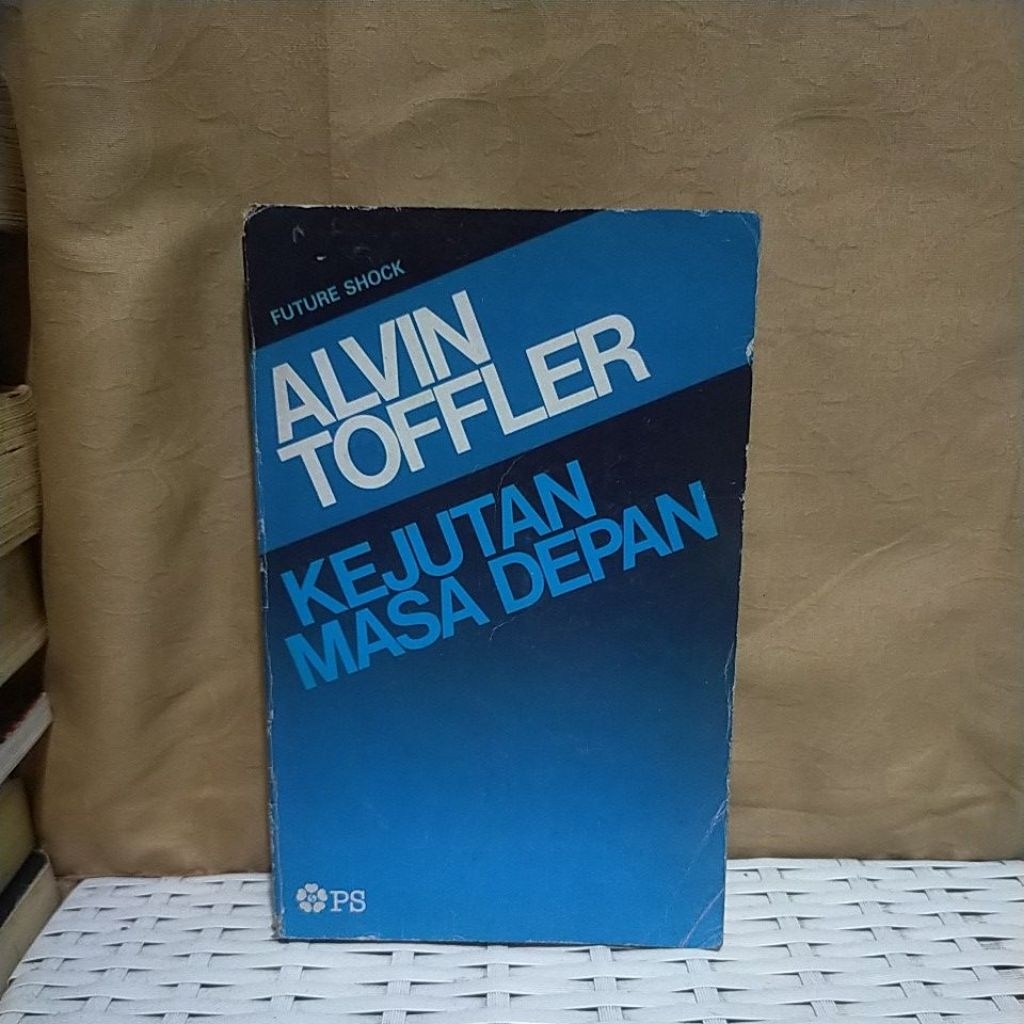 FUTURE SHOCK
ALVIN
TOFFLER
KEJUTAN
MASA DEPAN
PS